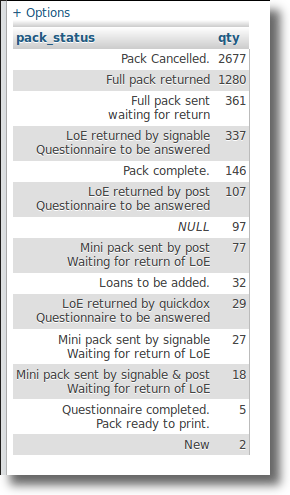 + Options
pack_status qty
Pack Cancelled. 2677
Full pack returned 1280
Full pack sent 361
waiting for return
LoE returned by signable 337
Questionnaire to be answered
Pack complete. 146
LoE returned by post 107
Questionnaire to be answered
NULL 97
Mini pack sent by post 77
Waiting for return of LoE
Loans to be added. 32
LoE returned by quickdox 29
Questionnaire to be answered
Mini pack sent by signable 27
Waiting for return of LoE
Mini pack sent by signable & post 18
Waiting for return of LoE
Questionnaire completed. 5
Pack ready to print.
New 2